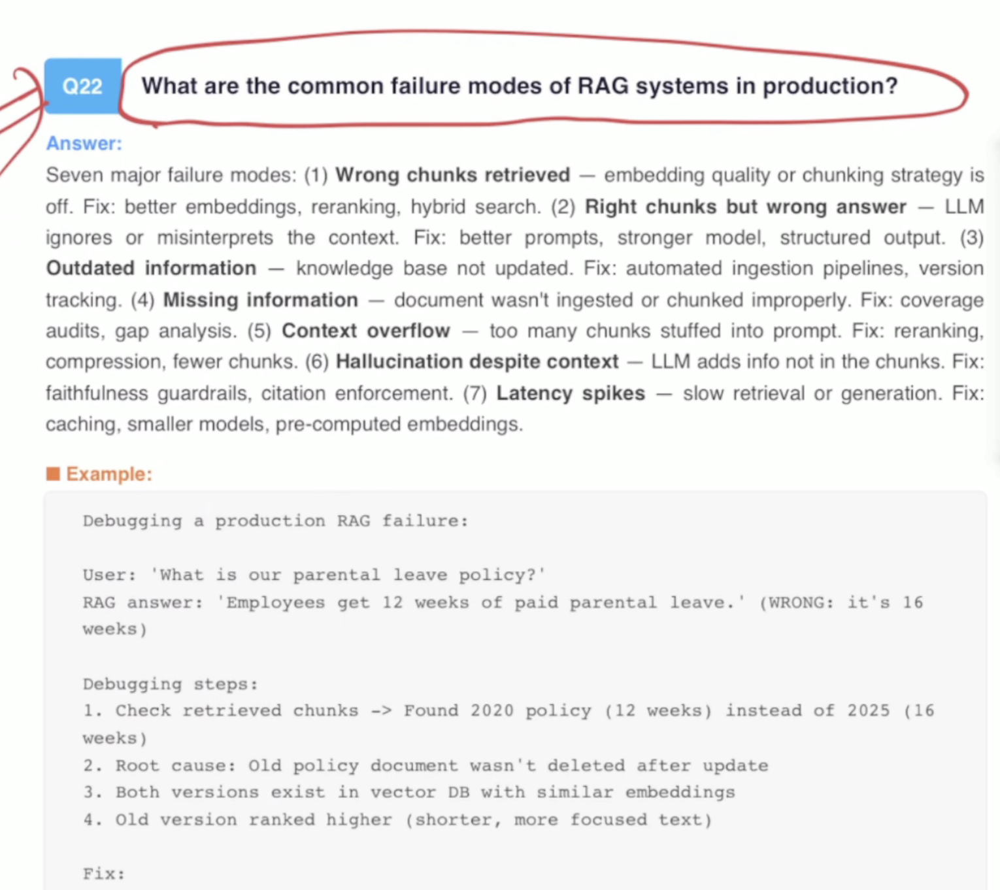 Q22 What are the common failure modes of RAG systems in production?
Answer:
Seven major failure modes: (1) Wrong chunks retrieved — embedding quality or chunking strategy is
off. Fix: better embeddings, reranking, hybrid search. (2) Right chunks but wrong answer — LLM
ignores or misinterprets the context. Fix: better prompts, stronger model, structured output. (3)
Outdated information — knowledge base not updated. Fix: automated ingestion pipelines, version
tracking. (4) Missing information — document wasn't ingested or chunked improperly. Fix: coverage
audits, gap analysis. (5) Context overflow — too many chunks stuffed into prompt. Fix: reranking,
compression, fewer chunks. (6) Hallucination despite context — LLM adds info not in the chunks. Fix:
faithfulness guardrails, citation enforcement. (7) Latency spikes — slow retrieval or generation. Fix:
caching, smaller models, pre-computed embeddings.
■ Example:
Debugging a production RAG failure:
User: 'What is our parental leave policy?'
RAG answer: 'Employees get 12 weeks of paid parental leave.' (WRONG: it's 16
weeks)
Debugging steps:
1. Check retrieved chunks -> Found 2020 policy (12 weeks) instead of 2025 (16
weeks)
2. Root cause: Old policy document wasn't deleted after update
3. Both versions exist in vector DB with similar embeddings
4. Old version ranked higher (shorter, more focused text)
Fix: